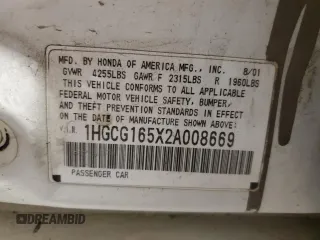 MFD. BY HONDA OF AMERICA MFG., INC. 8/01
GVWR 4255LBS GAWR F 2315LBS R 1960LBS
THIS VEHICLE CONFORMS TO ALL APPLICABLE
FEDERAL MOTOR VEHICLE SAFETY, BUMPER,
AND THEFT PREVENTION STANDARDS IN EFFECT
ON THE DATE OF MANUFACTURE SHOWN ABOVE.
V.I.N. 1HGCG165X2A008669
PASSENGER CAR
DREAMBID